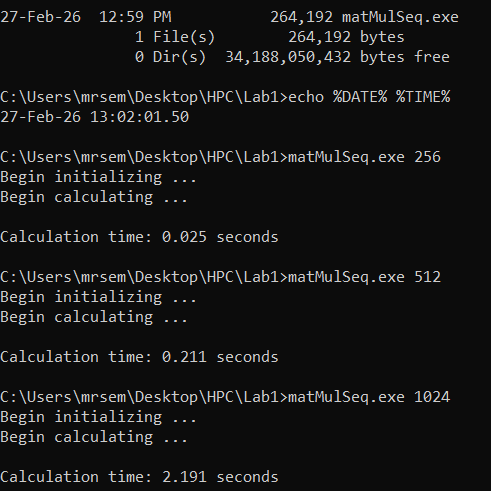 27-Feb-26  12:59 PM           264,192 matMulSeq.exe
               1 File(s)        264,192 bytes
               0 Dir(s)  34,188,050,432 bytes free
C:\Users\mrsem\Desktop\HPC\Lab1>echo %DATE% %TIME%
27-Feb-26 13:02:01.50
C:\Users\mrsem\Desktop\HPC\Lab1>matMulSeq.exe 256
Begin initializing ...
Begin calculating ...
Calculation time: 0.025 seconds
C:\Users\mrsem\Desktop\HPC\Lab1>matMulSeq.exe 512
Begin initializing ...
Begin calculating ...
Calculation time: 0.211 seconds
C:\Users\mrsem\Desktop\HPC\Lab1>matMulSeq.exe 1024
Begin initializing ...
Begin calculating ...
Calculation time: 2.191 seconds